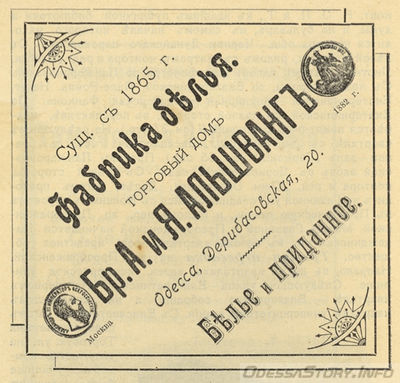 Сущ. съ 1865 г.
Фабрика бѣлья.
торговый домъ
Бр. А. и Я. АЛЬШВАНГЪ
Одесса, Дерибасовская, 20.
Бѣлье и приданное.
1882 г.
Москва
OdessaStory.Info